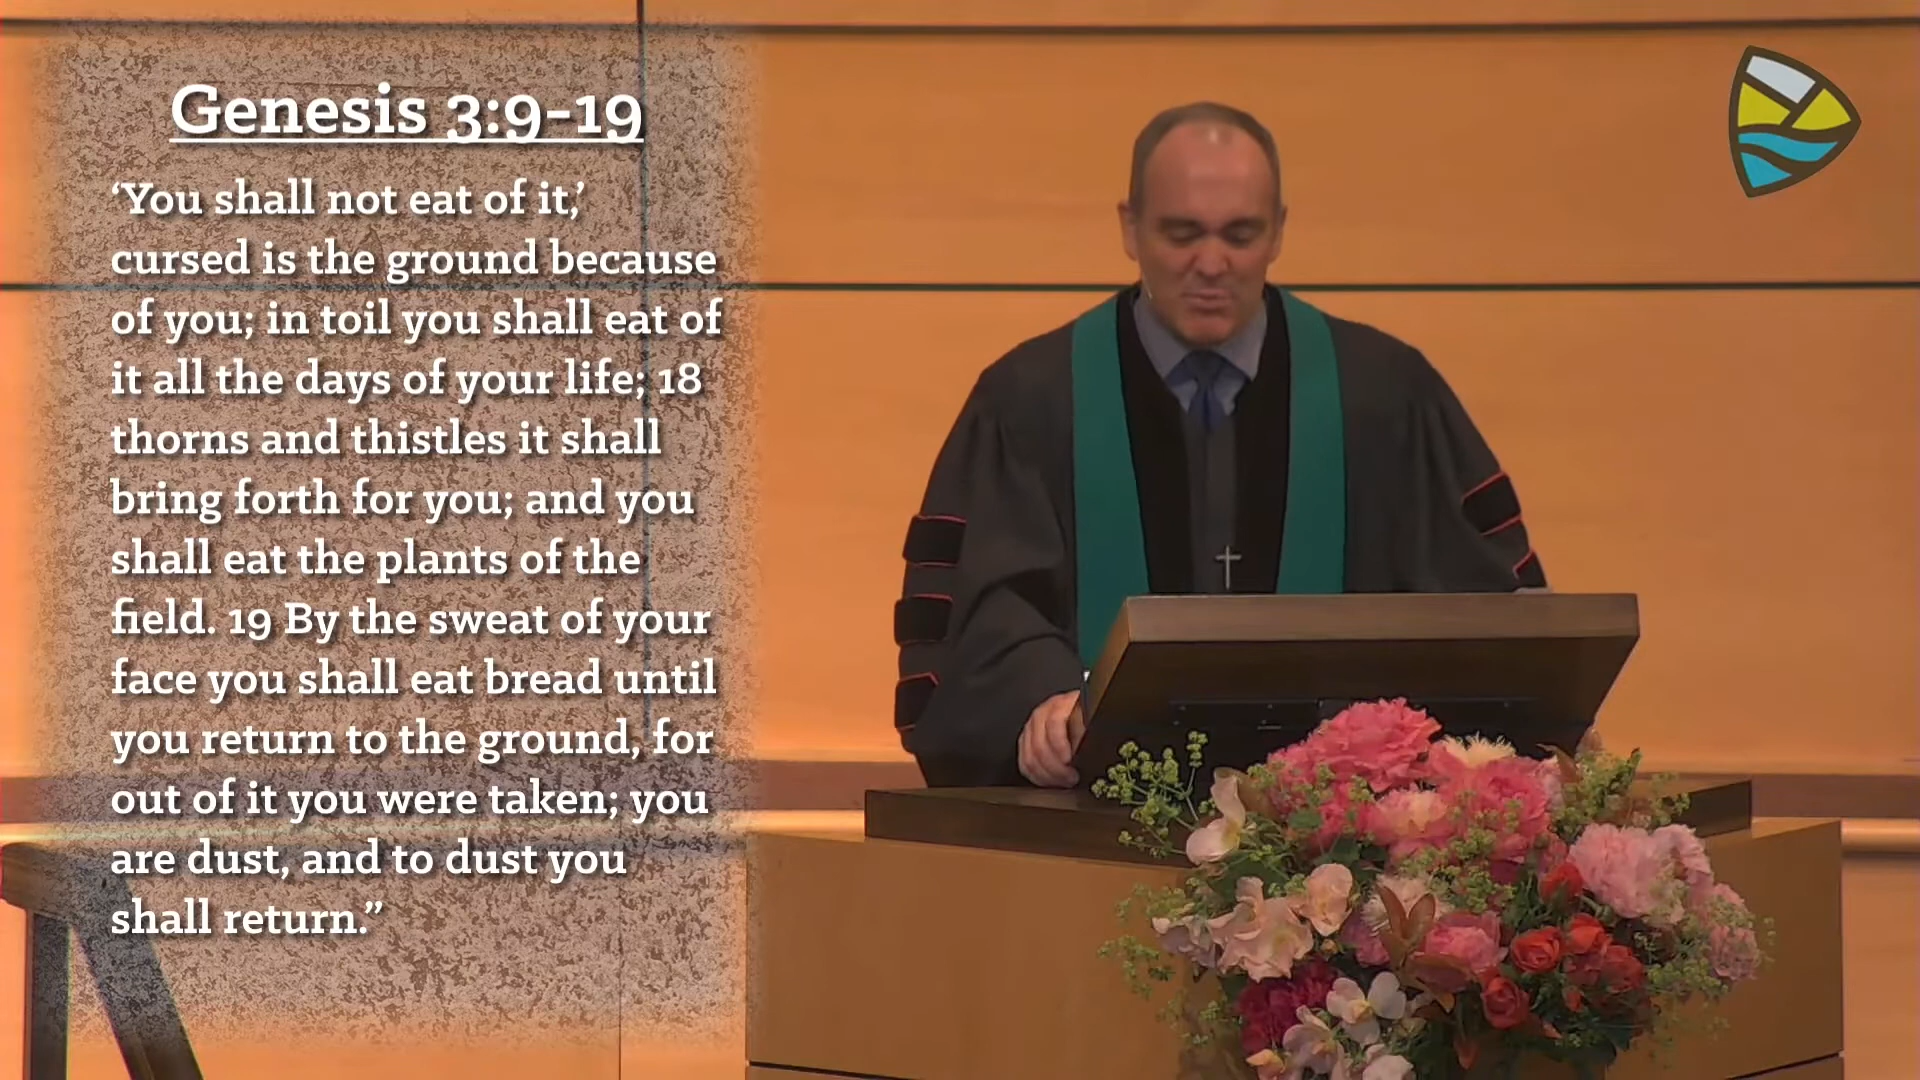 Genesis 3:9-19
‘You shall not eat of it,’
cursed is the ground because
of you; in toil you shall eat of
it all the days of your life; 18
thorns and thistles it shall
bring forth for you; and you
shall eat the plants of the
field. 19 By the sweat of your
face you shall eat bread until
you return to the ground, for
out of it you were taken; you
are dust, and to dust you
shall return.”